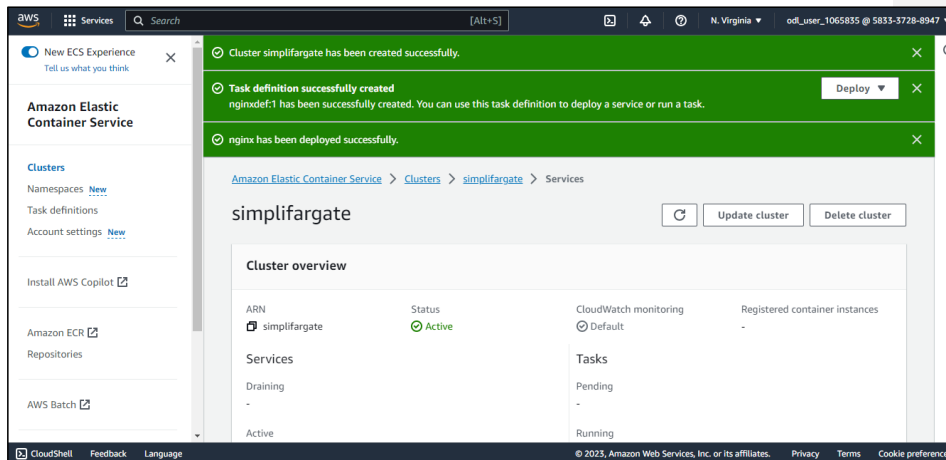 aws Services Search [Alt+S] N. Virginia odl_user_1065835 @ 5833-3728-8947
New ECS Experience
Tell us what you think
Amazon Elastic
Container Service
Clusters
Namespaces New
Task definitions
Account settings New
Install AWS Copilot
Amazon ECR
Repositories
AWS Batch
Cluster simplifargate has been created successfully.
Task definition successfully created
nginxdef:1 has been successfully created. You can use this task definition to deploy a service or run a task.
Deploy
nginx has been deployed successfully.
Amazon Elastic Container Service > Clusters > simplifargate > Services
simplifargate
Update cluster Delete cluster
Cluster overview
ARN Status CloudWatch monitoring Registered container instances
simplifargate Active Default -
Services Tasks
Draining Pending
- -
Active Running
CloudShell Feedback Language © 2023, Amazon Web Services, Inc. or its affiliates. Privacy Terms Cookie preference